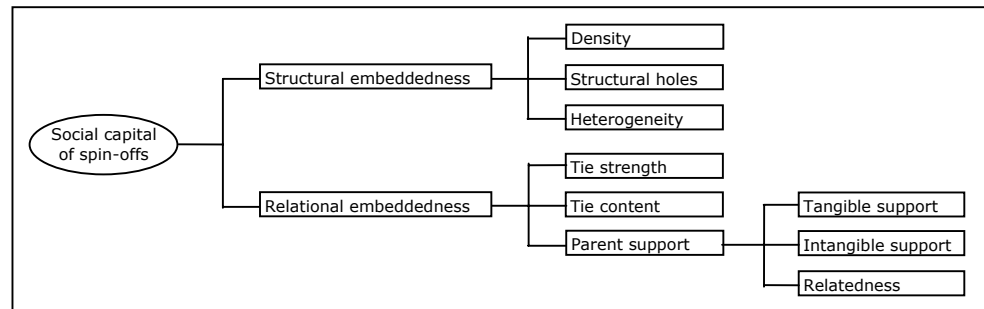 Social capital
of spin-offs
Structural embeddedness
Density
Structural holes
Heterogeneity
Relational embeddedness
Tie strength
Tie content
Parent support
Tangible support
Intangible support
Relatedness